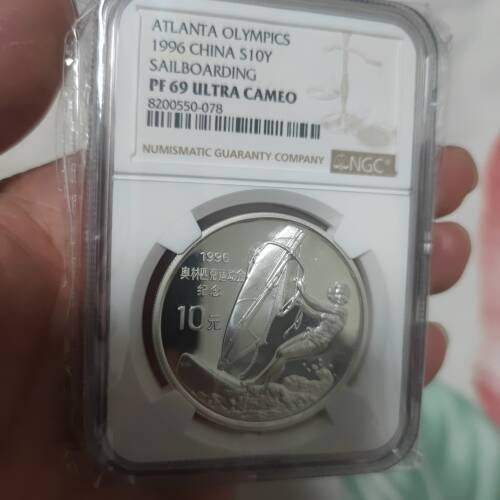 ATLANTA OLYMPICS
1996 CHINA S10Y
SAILBOARDING
PF 69 ULTRA CAMEO
8200550-078
NUMISMATIC GUARANTY COMPANY
NGC
1996
奥林匹克运动会
纪念
10元